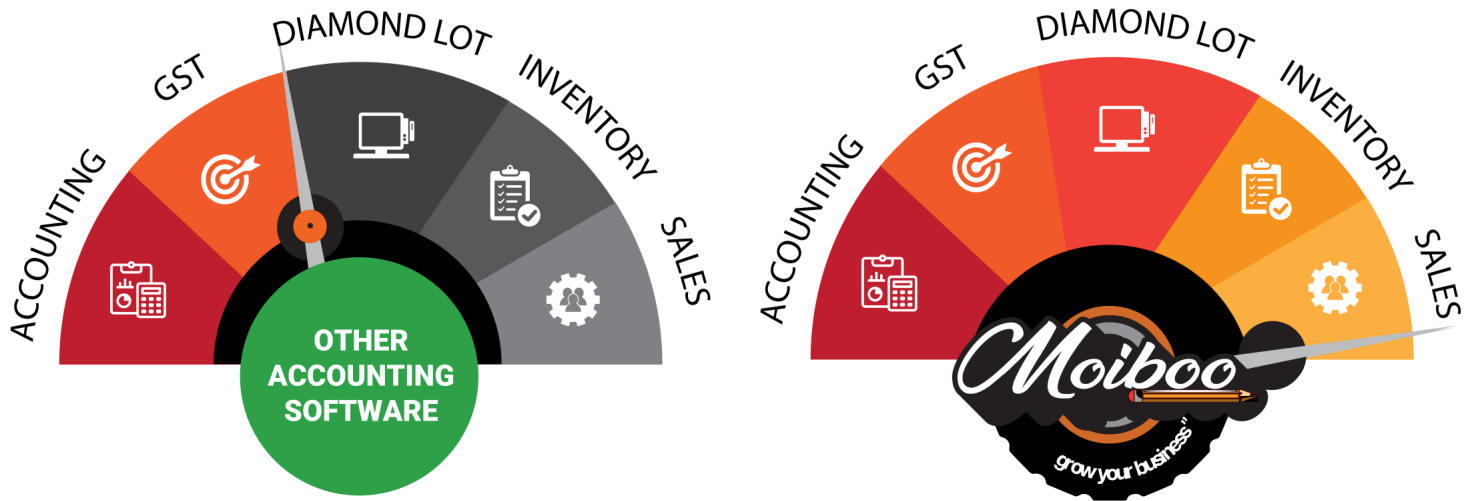 ACCOUNTING
GST
DIAMOND LOT
INVENTORY
SALES
OTHER
ACCOUNTING
SOFTWARE
ACCOUNTING
GST
DIAMOND LOT
INVENTORY
SALES
Moiboo
grow your business"